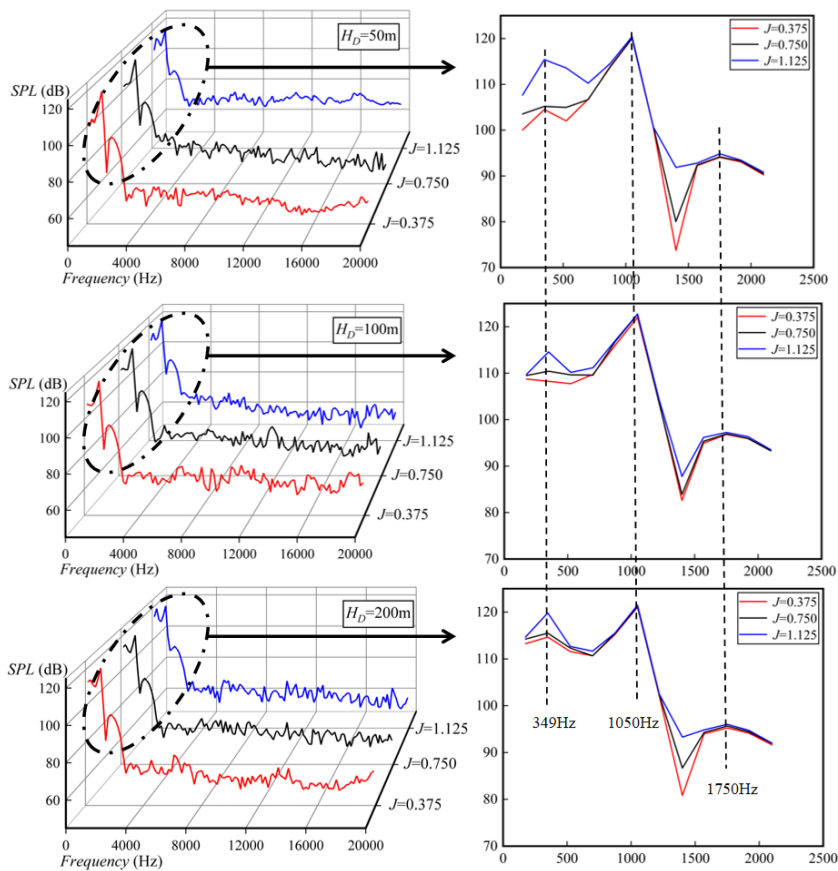 SPL (dB)
120
100
80
60
0
4000
8000
12000
16000
20000
Frequency (Hz)
H_D=50m
J=1.125
J=0.750
J=0.375
120
110
100
90
80
70
0
500
1000
1500
2000
2500
J=0.375
J=0.750
J=1.125
SPL (dB)
120
100
80
60
0
4000
8000
12000
16000
20000
Frequency (Hz)
H_D=100m
J=1.125
J=0.750
J=0.375
120
110
100
90
80
70
0
500
1000
1500
2000
2500
J=0.375
J=0.750
J=1.125
SPL (dB)
120
100
80
60
0
4000
8000
12000
16000
20000
Frequency (Hz)
H_D=200m
J=1.125
J=0.750
J=0.375
120
110
100
90
80
70
0
500
1000
1500
2000
2500
J=0.375
J=0.750
J=1.125
349Hz
1050Hz
1750Hz